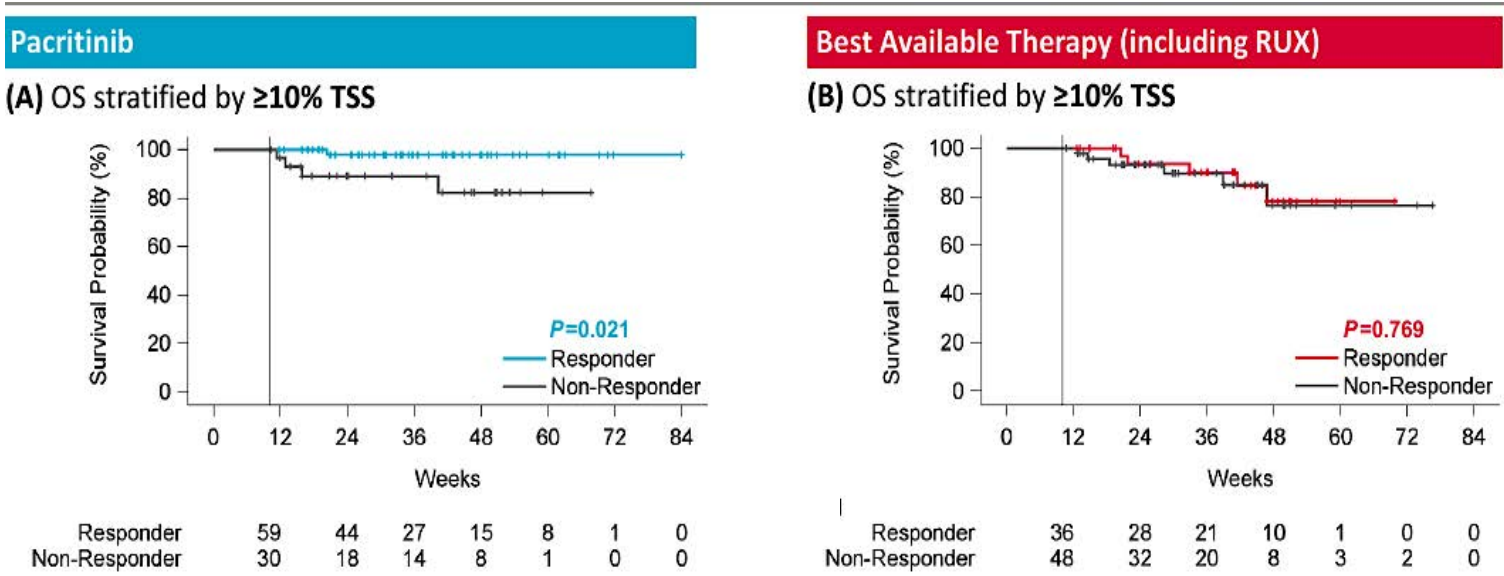 Pacritinib
(A) OS stratified by ≥10% TSS
Survival Probability (%)
100
80
60
40
20
0
P=0.021
Responder
Non-Responder
0 12 24 36 48 60 72 84
Weeks
Responder 59 44 27 15 8 1 0
Non-Responder 30 18 14 8 1 0 0
Best Available Therapy (including RUX)
(B) OS stratified by ≥10% TSS
Survival Probability (%)
100
80
60
40
20
0
P=0.769
Responder
Non-Responder
0 12 24 36 48 60 72 84
Weeks
Responder 36 28 21 10 1 0 0
Non-Responder 48 32 20 8 3 2 0